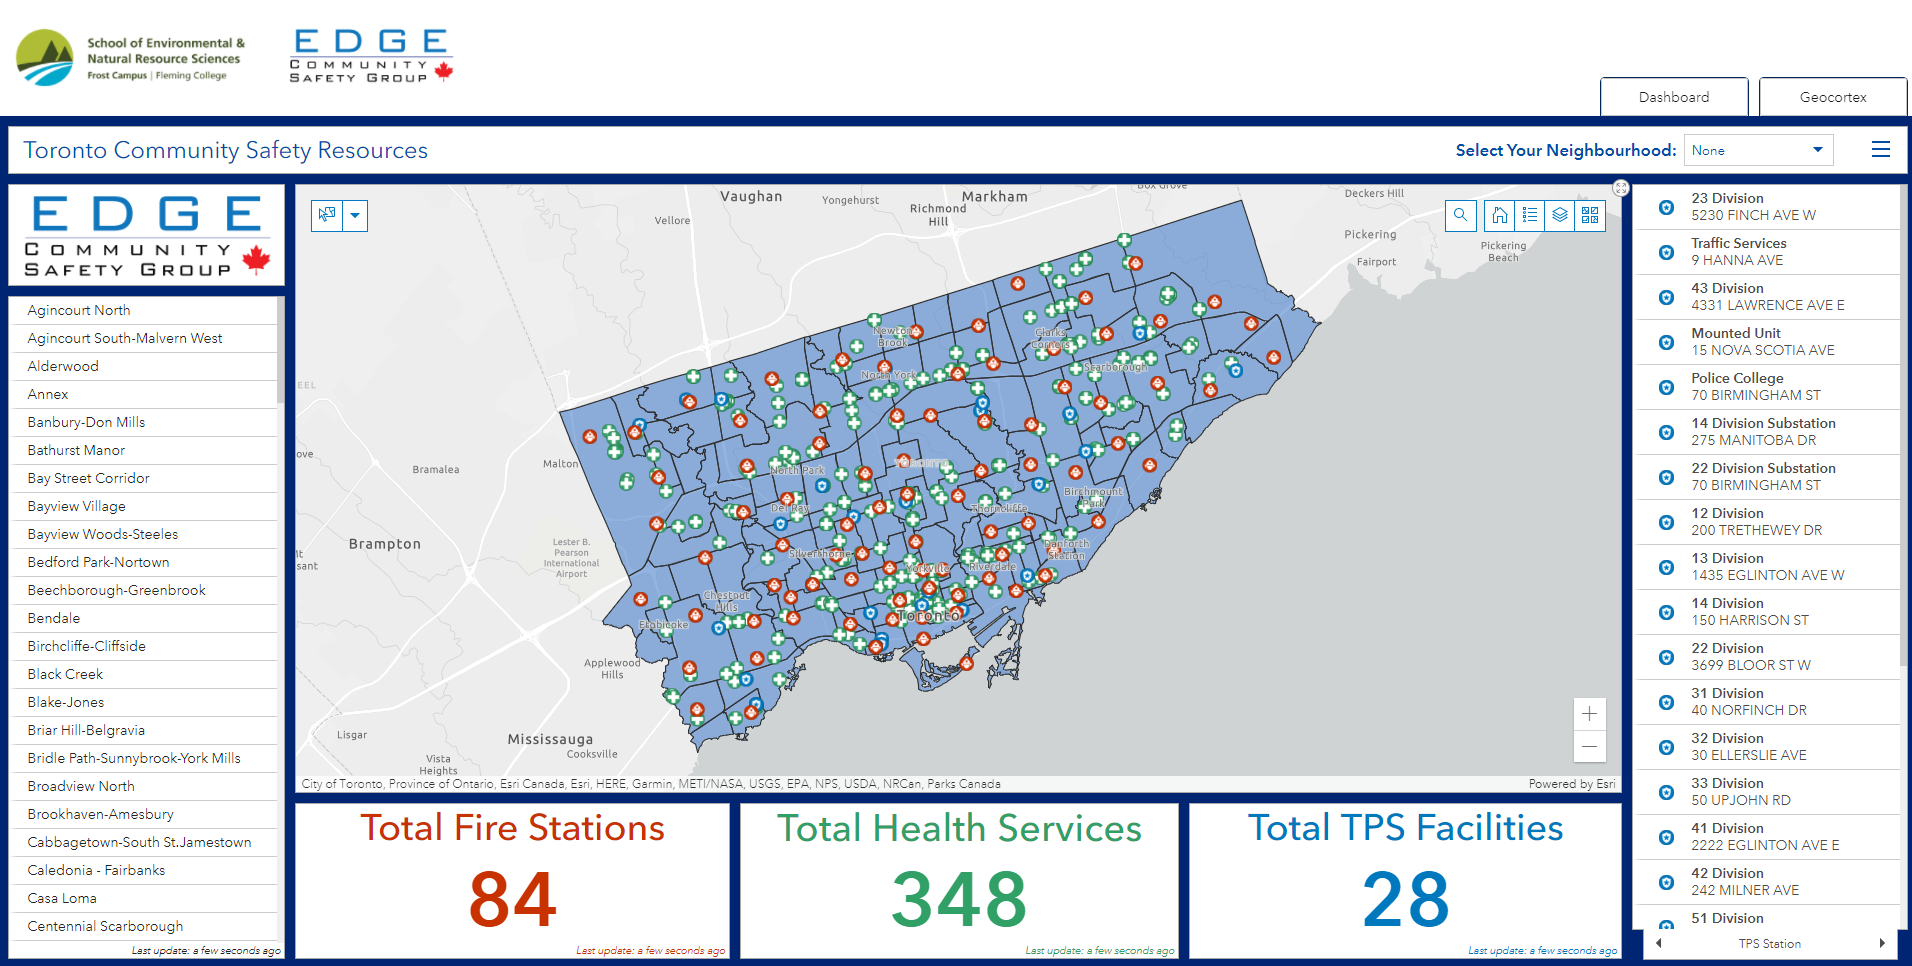 School of Environmental &
Natural Resource Sciences
Frost Campus | Fleming College
EDGE
COMMUNITY
SAFETY GROUP
Dashboard
Geocortex
Toronto Community Safety Resources
Select Your Neighbourhood:
None
EDGE
COMMUNITY
SAFETY GROUP
Agincourt North
Agincourt South-Malvern West
Alderwood
Annex
Banbury-Don Mills
Bathurst Manor
Bay Street Corridor
Bayview Village
Bayview Woods-Steeles
Bedford Park-Nortown
Beechborough-Greenbrook
Bendale
Birchcliffe-Cliffside
Black Creek
Blake-Jones
Briar Hill-Belgravia
Bridle Path-Sunnybrook-York Mills
Broadview North
Brookhaven-Amesbury
Cabbagetown-South St.Jamestown
Caledonia - Fairbanks
Casa Loma
Centennial Scarborough
Last update: a few seconds ago
Vaughan
Yongehurst
Markham
Box Grove
Deckers Hill
Vellore
Richmond
Hill
Pickering
Pickering
Beach
Fairport
Newton
Brook
Clarks
Corners
North York
Scarborough
EEL
ove
Bramalea
Malton
North Park
TORONTO
Birchmount
Park
Del Ray
Thorncliffe
Brampton
Lester B.
Pearson
International
Airport
nt
sant
Silverthorne
Danforth
Station
Yorkville
Riverdale
Chestnut
Hills
Etobicoke
Toronto
Applewood
Hills
Lisgar
Mississauga
Cooksville
Vista
Heights
City of Toronto, Province of Ontario, Esri Canada, Esri, HERE, Garmin, METI/NASA, USGS, EPA, NPS, USDA, NRCan, Parks Canada
Powered by Esri
Total Fire Stations
84
Last update: a few seconds ago
Total Health Services
348
Last update: a few seconds ago
Total TPS Facilities
28
Last update: a few seconds ago
23 Division
5230 FINCH AVE W
Traffic Services
9 HANNA AVE
43 Division
4331 LAWRENCE AVE E
Mounted Unit
15 NOVA SCOTIA AVE
Police College
70 BIRMINGHAM ST
14 Division Substation
275 MANITOBA DR
22 Division Substation
70 BIRMINGHAM ST
12 Division
200 TRETHEWEY DR
13 Division
1435 EGLINTON AVE W
14 Division
150 HARRISON ST
22 Division
3699 BLOOR ST W
31 Division
40 NORFINCH DR
32 Division
30 ELLERSLIE AVE
33 Division
50 UPJOHN RD
41 Division
2222 EGLINTON AVE E
42 Division
242 MILNER AVE
51 Division
TPS Station